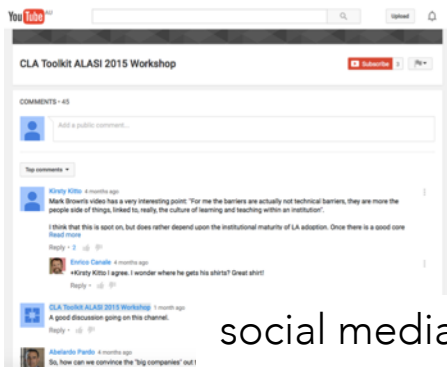 YouTube AU
Upload
CLA Toolkit ALASI 2015 Workshop
Subscribe 3
COMMENTS • 45
Add a public comment...
Top comments
Kirsty Kitto 4 months ago
Mark Brown's video has a very interesting point: "For me the barriers are actually not technical barriers, they are more the
people side of things, linked to, really, the culture of learning and teaching within an institution".
I think that this is spot on, but does rather depend upon the institutional maturity of LA adoption. Once there is a good core
Read more
Reply • 2
Enrico Canale 4 months ago
+Kirsty Kitto I agree. I wonder where he gets his shirts? Great shirt!
Reply
CLA Toolkit ALASI 2015 Workshop 1 month ago
A good discussion going on this channel.
Reply
social media
Abelardo Pardo 4 months ago
So, how can we convince the "big companies" out t